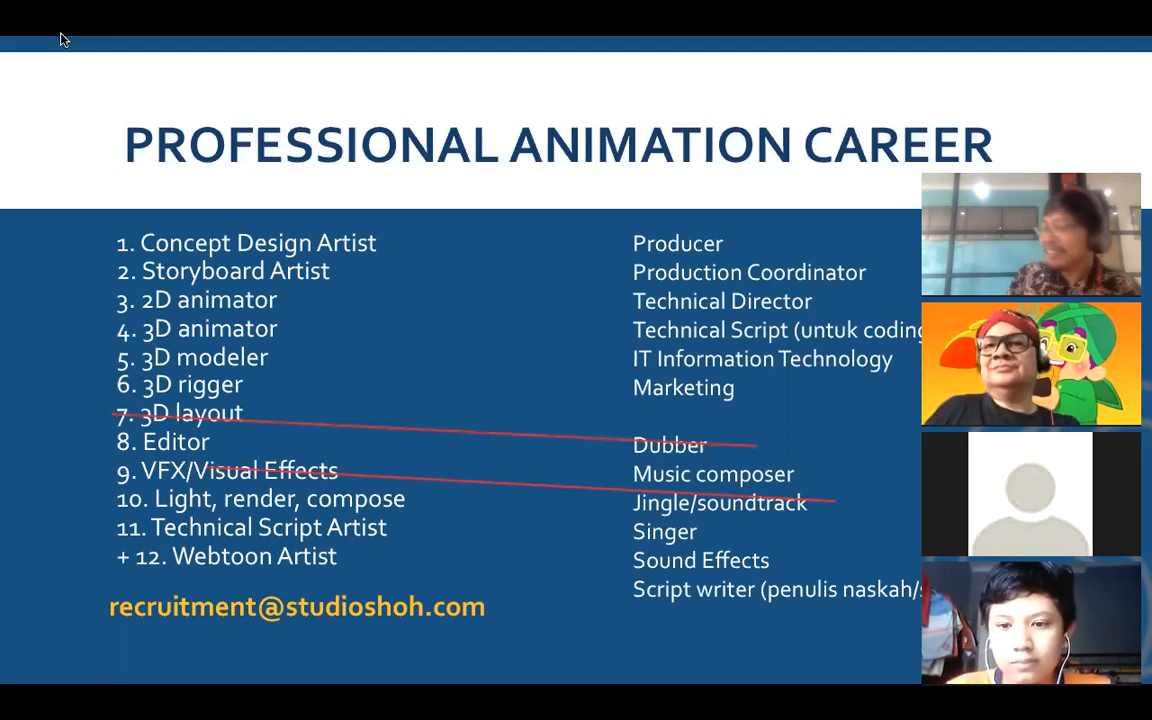 PROFESSIONAL ANIMATION CAREER
1. Concept Design Artist
2. Storyboard Artist
3. 2D animator
4. 3D animator
5. 3D modeler
6. 3D rigger
7. 3D layout
8. Editor
9. VFX/Visual Effects
10. Light, render, compose
11. Technical Script Artist
+ 12. Webtoon Artist
recruitment@studioshoh.com
Producer
Production Coordinator
Technical Director
Technical Script (untuk coding
IT Information Technology
Marketing
Dubber
Music composer
Jingle/soundtrack
Singer
Sound Effects
Script writer (penulis naskah/